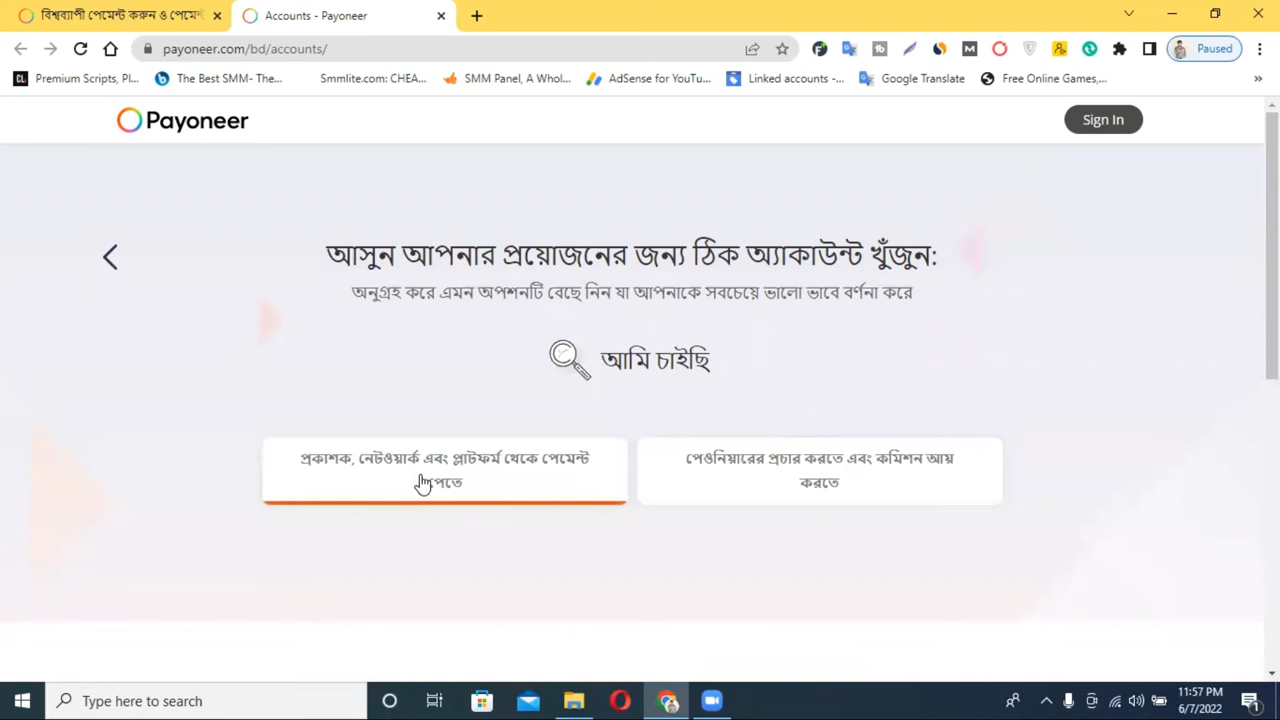 বিশ্বব্যাপী পেমেন্ট করুন ও পেমেন্
Accounts - Payoneer
payoneer.com/bd/accounts/
Paused
Premium Scripts, Pl...
The Best SMM- The...
Smmlite.com: CHEA...
SMM Panel, A Whol...
AdSense for YouTu...
Linked accounts -...
Google Translate
Free Online Games,...
Payoneer
Sign In
আসুন আপনার প্রয়োজনের জন্য ঠিক অ্যাকাউন্ট খুঁজুন:
অনুগ্রহ করে এমন অপশনটি বেছে নিন যা আপনাকে সবচেয়ে ভালো ভাবে বর্ণনা করে
আমি চাইছি
প্রকাশক, নেটওয়ার্ক এবং প্লাটফর্ম থেকে পেমেন্ট
পেতে
পেওনিয়ারের প্রচার করতে এবং কমিশন আয়
করতে
Type here to search
11:57 PM
6/7/2022